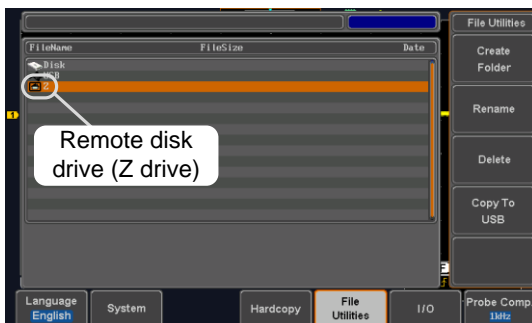 File Utilities
FileName FileSize Date
Disk
USB
Z
Create
Folder
1
Rename
Remote disk
drive (Z drive)
Delete
Copy To
USB
F
Language
English
System
Hardcopy
File
Utilities
I/O
Probe Comp.
1kHz